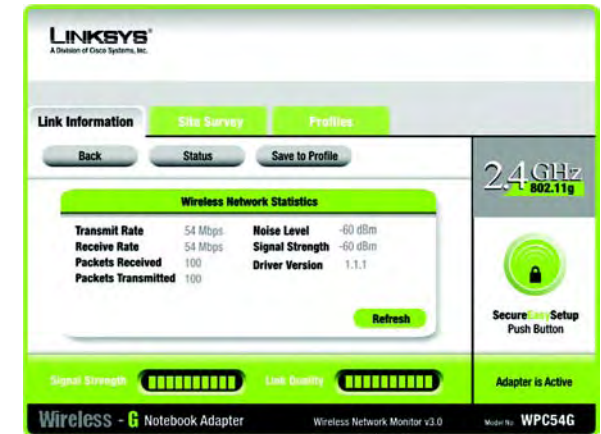 LINKSYS®
A Division of Cisco Systems, Inc.
Link Information Site Survey Profiles
Back Status Save to Profile
2.4 GHz
802.11g
Wireless Network Statistics
Transmit Rate 54 Mbps Noise Level -60 dBm
Receive Rate 54 Mbps Signal Strength -60 dBm
Packets Received 100 Driver Version 1.1.1
Packets Transmitted 100
Refresh
SecureEasySetup
Push Button
Signal Strength Link Quality Adapter is Active
Wireless - G Notebook Adapter Wireless Network Monitor v3.0 Model No. WPC54G